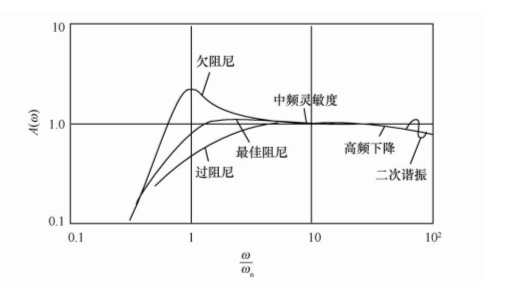 10
欠阻尼
中频灵敏度
A(ω)
1.0
最佳阻尼
高频下降
过阻尼
二次谐振
0.1
0.1 1 10 10²
ω
ωₙ